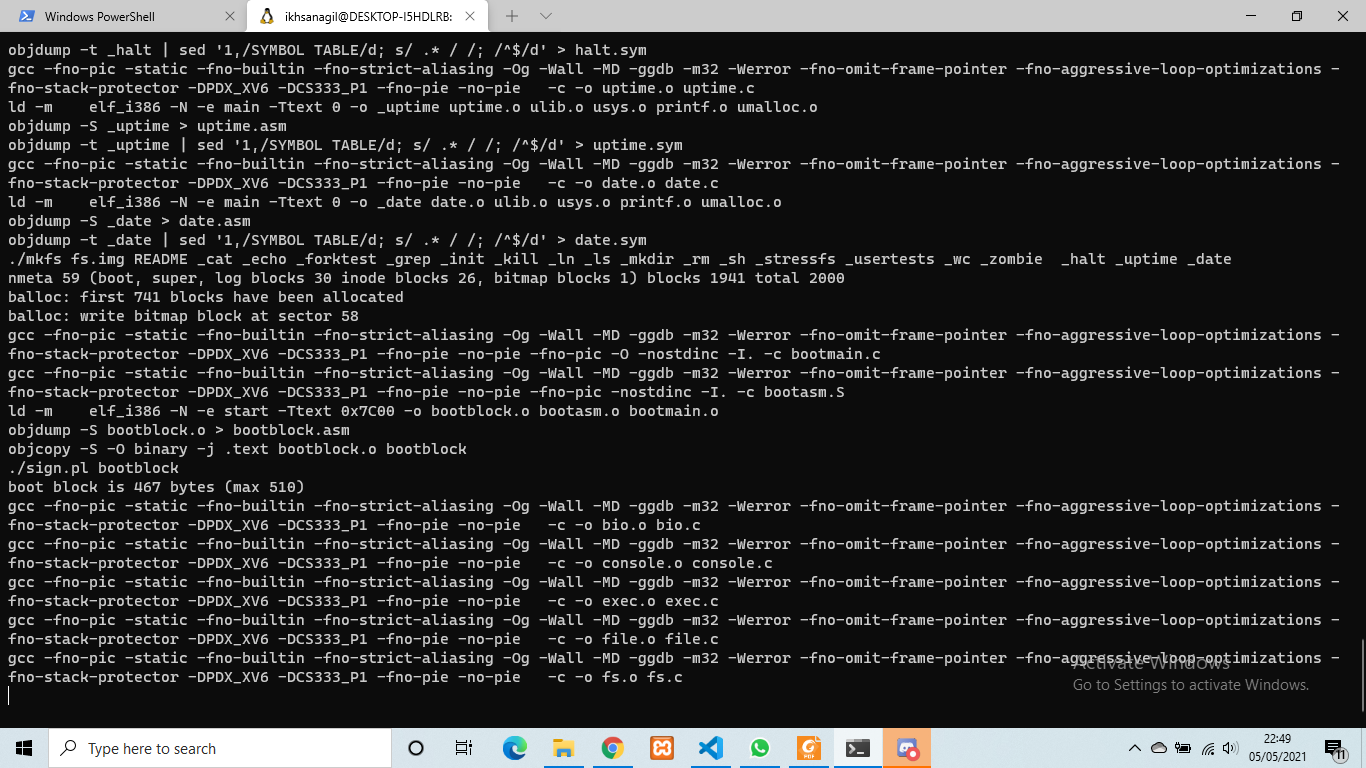 Windows PowerShell
ikhsanagil@DESKTOP-I5HDLRB:
objdump -t _halt | sed '1,/SYMBOL TABLE/d; s/ .* / /; /^$/d' > halt.sym
gcc -fno-pic -static -fno-builtin -fno-strict-aliasing -Og -Wall -MD -ggdb -m32 -Werror -fno-omit-frame-pointer -fno-aggressive-loop-optimizations -
fno-stack-protector -DPDX_XV6 -DCS333_P1 -fno-pie -no-pie   -c -o uptime.o uptime.c
ld -m    elf_i386 -N -e main -Ttext 0 -o _uptime uptime.o ulib.o usys.o printf.o umalloc.o
objdump -S _uptime > uptime.asm
objdump -t _uptime | sed '1,/SYMBOL TABLE/d; s/ .* / /; /^$/d' > uptime.sym
gcc -fno-pic -static -fno-builtin -fno-strict-aliasing -Og -Wall -MD -ggdb -m32 -Werror -fno-omit-frame-pointer -fno-aggressive-loop-optimizations -
fno-stack-protector -DPDX_XV6 -DCS333_P1 -fno-pie -no-pie   -c -o date.o date.c
ld -m    elf_i386 -N -e main -Ttext 0 -o _date date.o ulib.o usys.o printf.o umalloc.o
objdump -S _date > date.asm
objdump -t _date | sed '1,/SYMBOL TABLE/d; s/ .* / /; /^$/d' > date.sym
./mkfs fs.img README _cat _echo _forktest _grep _init _kill _ln _ls _mkdir _rm _sh _stressfs _usertests _wc _zombie  _halt _uptime _date
nmeta 59 (boot, super, log blocks 30 inode blocks 26, bitmap blocks 1) blocks 1941 total 2000
balloc: first 741 blocks have been allocated
balloc: write bitmap block at sector 58
gcc -fno-pic -static -fno-builtin -fno-strict-aliasing -Og -Wall -MD -ggdb -m32 -Werror -fno-omit-frame-pointer -fno-aggressive-loop-optimizations -
fno-stack-protector -DPDX_XV6 -DCS333_P1 -fno-pie -no-pie -fno-pic -O -nostdinc -I. -c bootmain.c
gcc -fno-pic -static -fno-builtin -fno-strict-aliasing -Og -Wall -MD -ggdb -m32 -Werror -fno-omit-frame-pointer -fno-aggressive-loop-optimizations -
fno-stack-protector -DPDX_XV6 -DCS333_P1 -fno-pie -no-pie -fno-pic -nostdinc -I. -c bootasm.S
ld -m    elf_i386 -N -e start -Ttext 0x7C00 -o bootblock.o bootasm.o bootmain.o
objdump -S bootblock.o > bootblock.asm
objcopy -S -O binary -j .text bootblock.o bootblock
./sign.pl bootblock
boot block is 467 bytes (max 510)
gcc -fno-pic -static -fno-builtin -fno-strict-aliasing -Og -Wall -MD -ggdb -m32 -Werror -fno-omit-frame-pointer -fno-aggressive-loop-optimizations -
fno-stack-protector -DPDX_XV6 -DCS333_P1 -fno-pie -no-pie   -c -o bio.o bio.c
gcc -fno-pic -static -fno-builtin -fno-strict-aliasing -Og -Wall -MD -ggdb -m32 -Werror -fno-omit-frame-pointer -fno-aggressive-loop-optimizations -
fno-stack-protector -DPDX_XV6 -DCS333_P1 -fno-pie -no-pie   -c -o console.o console.c
gcc -fno-pic -static -fno-builtin -fno-strict-aliasing -Og -Wall -MD -ggdb -m32 -Werror -fno-omit-frame-pointer -fno-aggressive-loop-optimizations -
fno-stack-protector -DPDX_XV6 -DCS333_P1 -fno-pie -no-pie   -c -o exec.o exec.c
gcc -fno-pic -static -fno-builtin -fno-strict-aliasing -Og -Wall -MD -ggdb -m32 -Werror -fno-omit-frame-pointer -fno-aggressive-loop-optimizations -
fno-stack-protector -DPDX_XV6 -DCS333_P1 -fno-pie -no-pie   -c -o file.o file.c
gcc -fno-pic -static -fno-builtin -fno-strict-aliasing -Og -Wall -MD -ggdb -m32 -Werror -fno-omit-frame-pointer -fno-aggressive-loop-optimizations -
fno-stack-protector -DPDX_XV6 -DCS333_P1 -fno-pie -no-pie   -c -o fs.o fs.c
Activate Windows
Go to Settings to activate Windows.
Type here to search
PDF
22:49
05/05/2021
11